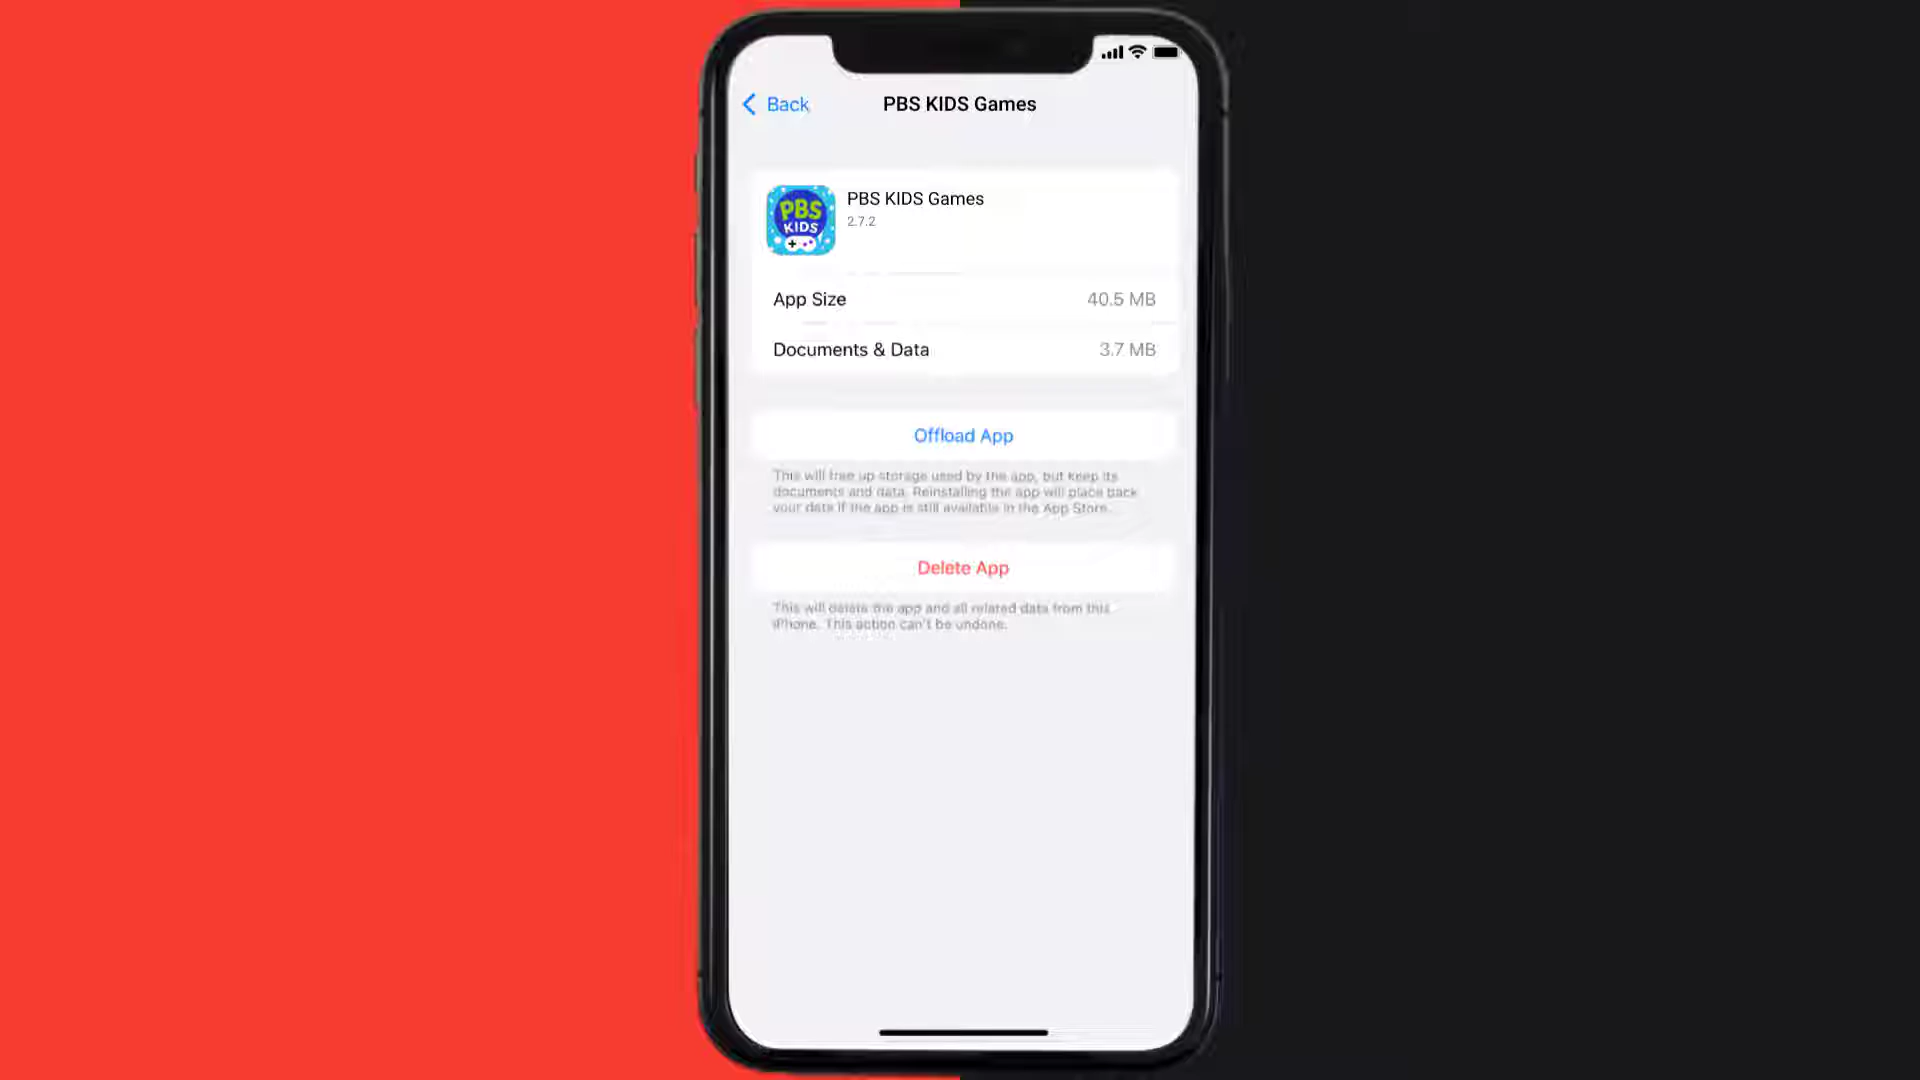 Back
PBS KIDS Games
PBS
KIDS
PBS KIDS Games
2.7.2
App Size
40.5 MB
Documents & Data
3.7 MB
Offload App
This will free up storage used by the app, but keep its
documents and data. Reinstalling the app will place back
your data if the app is still available in the App Store.
Delete App
This will delete the app and all related data from this
iPhone. This action can't be undone.